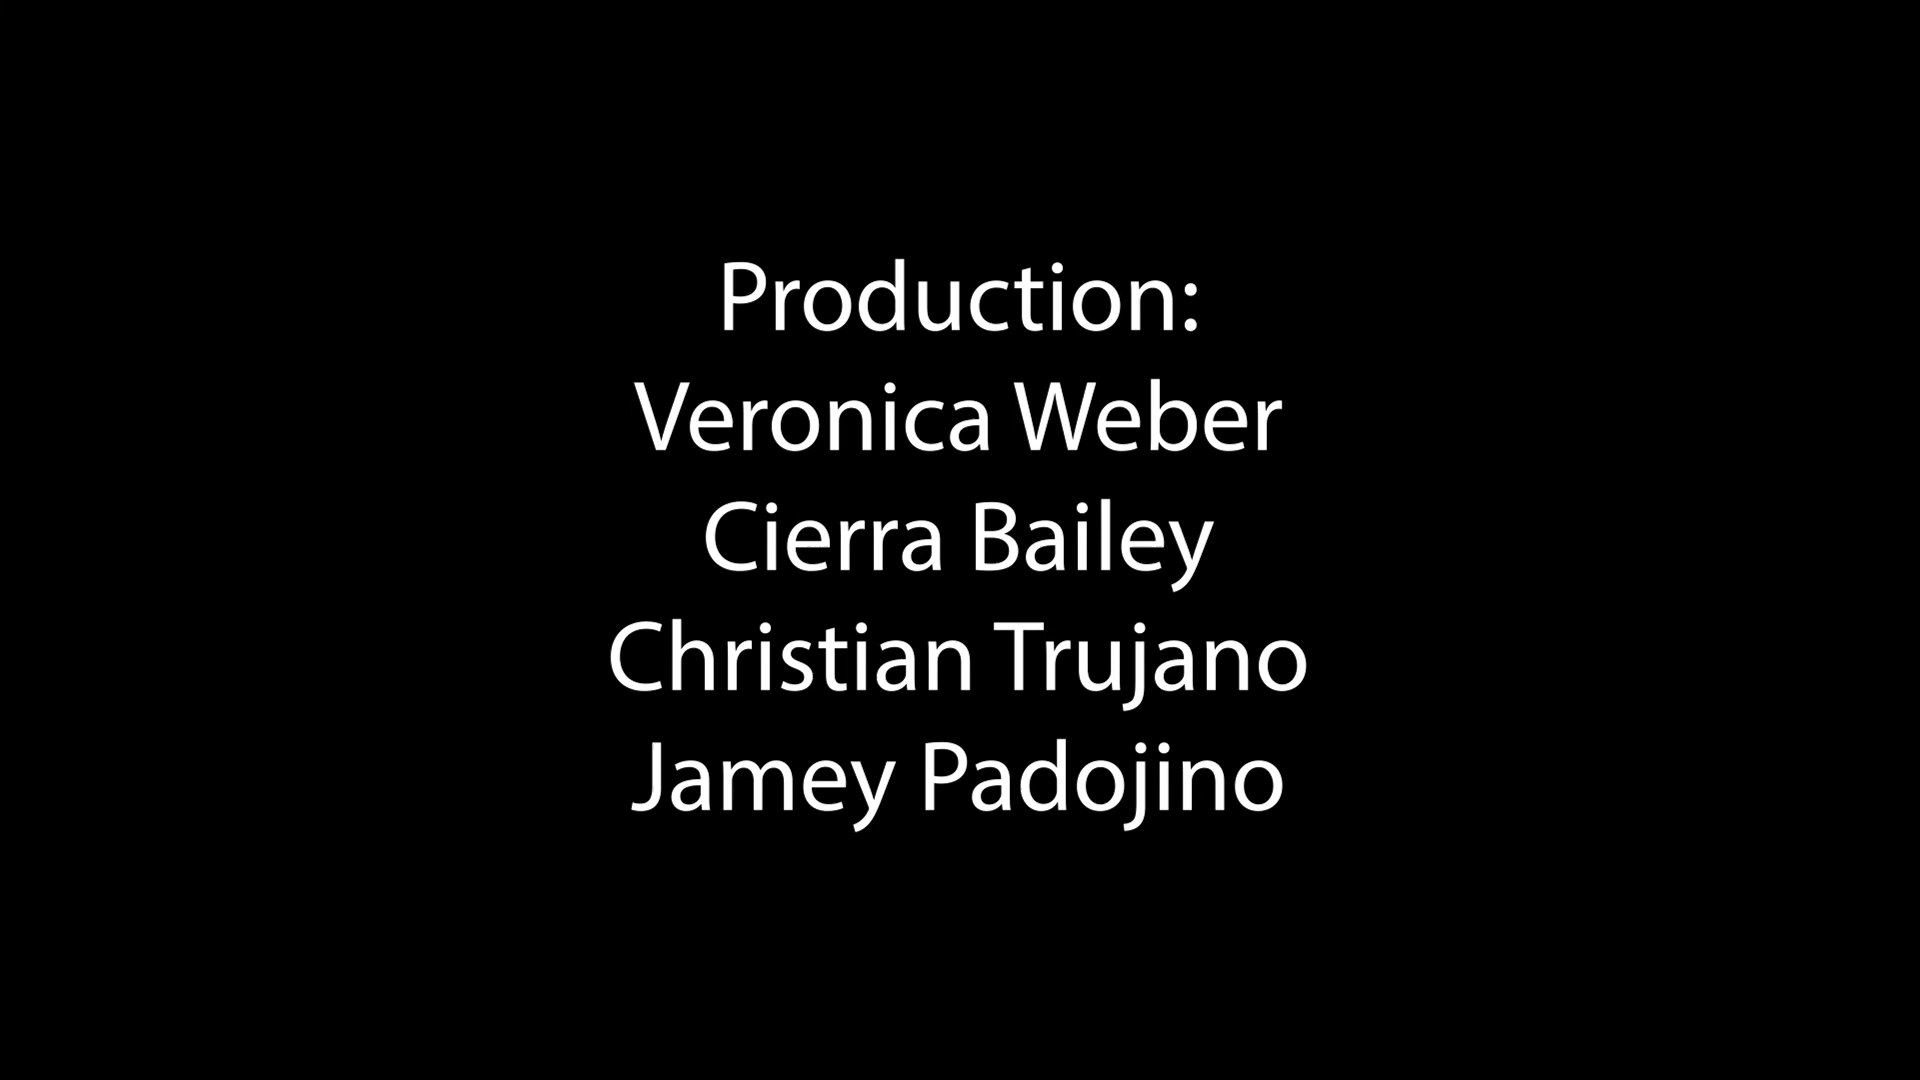 Production:
Veronica Weber
Cierra Bailey
Christian Trujano
Jamey Padojino